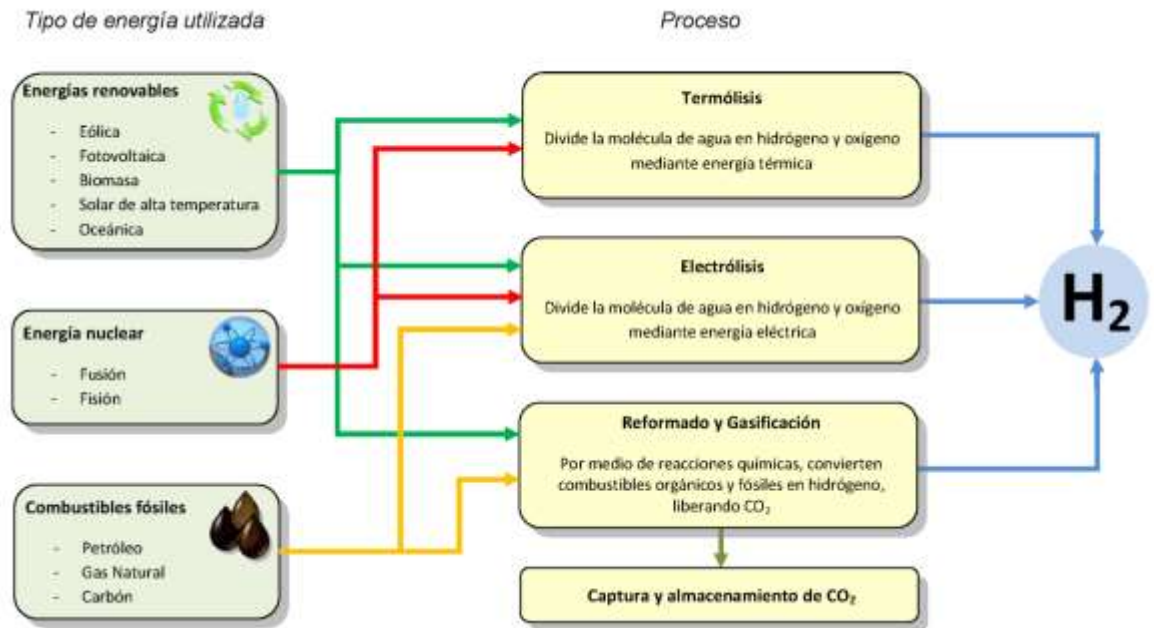 Tipo de energía utilizada
Proceso
Energías renovables
- Eólica
- Fotovoltaica
- Biomasa
- Solar de alta temperatura
- Oceánica
Energía nuclear
- Fusión
- Fisión
Combustibles fósiles
- Petróleo
- Gas Natural
- Carbón
Termólisis
Divide la molécula de agua en hidrógeno y oxígeno
mediante energía térmica
Electrólisis
Divide la molécula de agua en hidrógeno y oxígeno
mediante energía eléctrica
Reformado y Gasificación
Por medio de reacciones químicas, convierten
combustibles orgánicos y fósiles en hidrógeno,
liberando CO₂
Captura y almacenamiento de CO₂
H₂